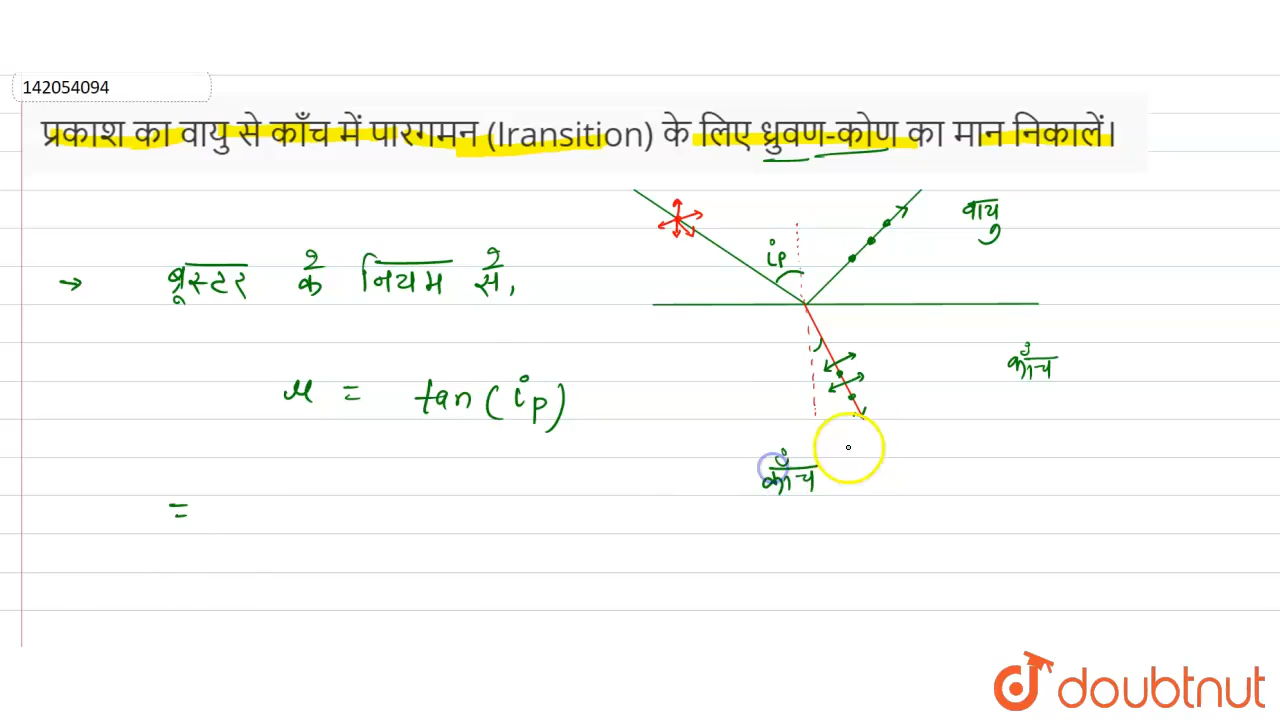 142054094
प्रकाश का वायु से काँच में पारगमन (Iransition) के लिए ध्रुवण-कोण का मान निकालें।
वायु
iP
→ ब्रूस्टर के नियम से,
काँच
μ = tan(iP)
काँच
=
doubtnut